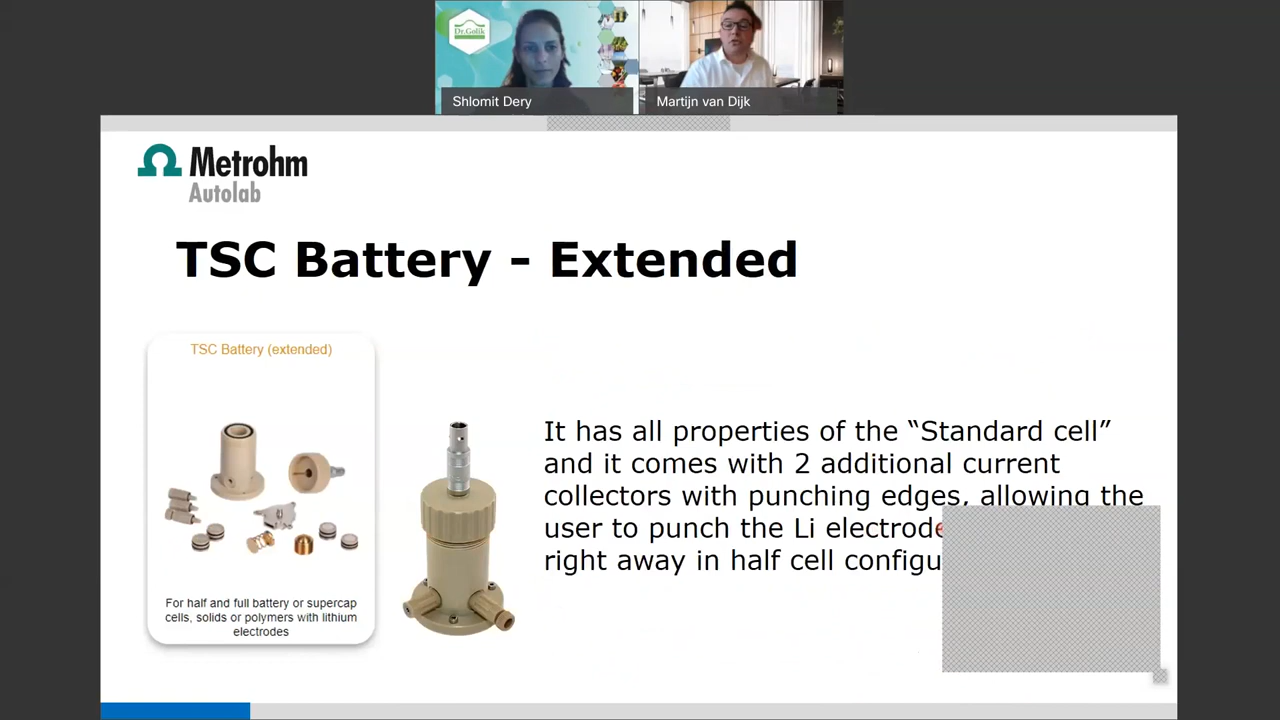 Dr.Golik
Shlomit Dery
Martijn van Dijk
Metrohm
Autolab
TSC Battery - Extended
TSC Battery (extended)
For half and full battery or supercap
cells, solids or polymers with lithium
electrodes
It has all properties of the “Standard cell”
and it comes with 2 additional current
collectors with punching edges, allowing the
user to punch the Li electrode
right away in half cell